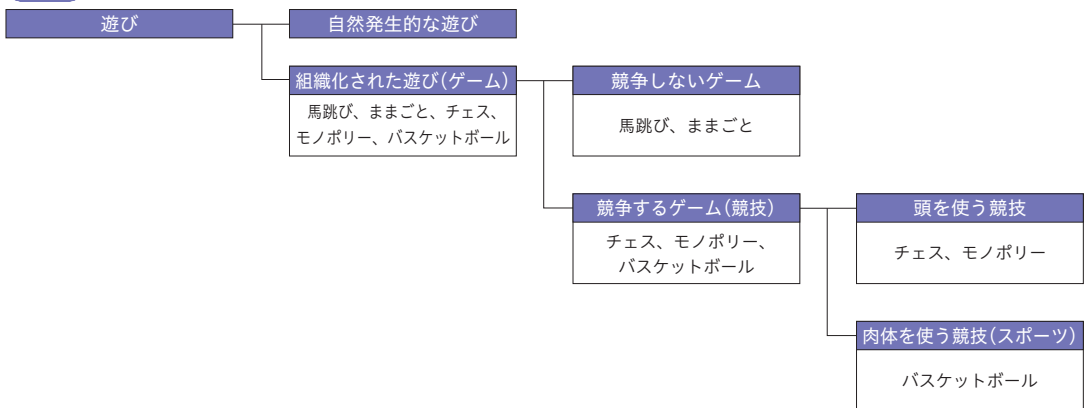 遊び
自然発生的な遊び
組織化された遊び(ゲーム)
馬跳び、ままごと、チェス、
モノポリー、バスケットボール
競争しないゲーム
馬跳び、ままごと
競争するゲーム(競技)
チェス、モノポリー、
バスケットボール
頭を使う競技
チェス、モノポリー
肉体を使う競技(スポーツ)
バスケットボール